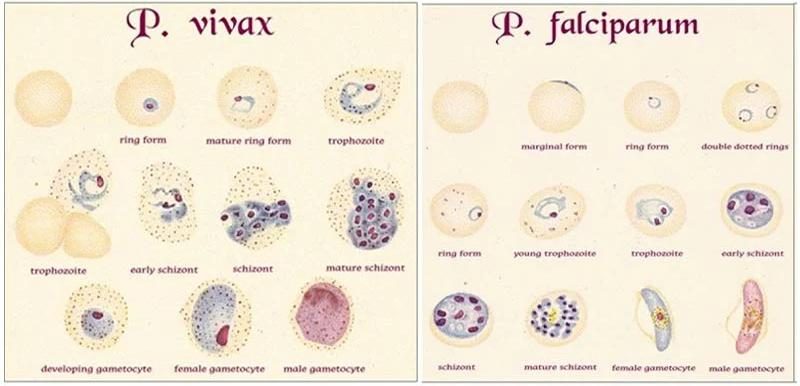 P. vivax
ring form
mature ring form
trophozoite
trophozoite
early schizont
schizont
mature schizont
developing gametocyte
female gametocyte
male gametocyte
P. falciparum
marginal form
ring form
double dotted rings
ring form
young trophozoite
trophozoite
early schizont
schizont
mature schizont
female gametocyte
male gametocyte